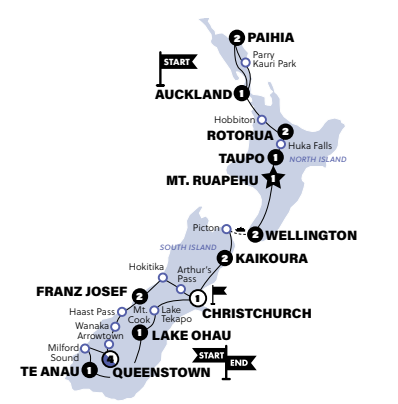 2 PAIHIA
Parry
Kauri Park
START
AUCKLAND 1
Hobbiton
ROTORUA 2
Huka Falls
TAUPO 1
NORTH ISLAND
MT. RUAPEHU 1
Picton
2 WELLINGTON
SOUTH ISLAND
2 KAIKOURA
Hokitika
Arthur's
Pass
FRANZ JOSEF 2
1
CHRISTCHURCH
Haast Pass
Mt.
Cook
Lake
Tekapo
Wanaka
Arrowtown
1 LAKE OHAU
Milford
Sound
START
END
4
TE ANAU 1
QUEENSTOWN